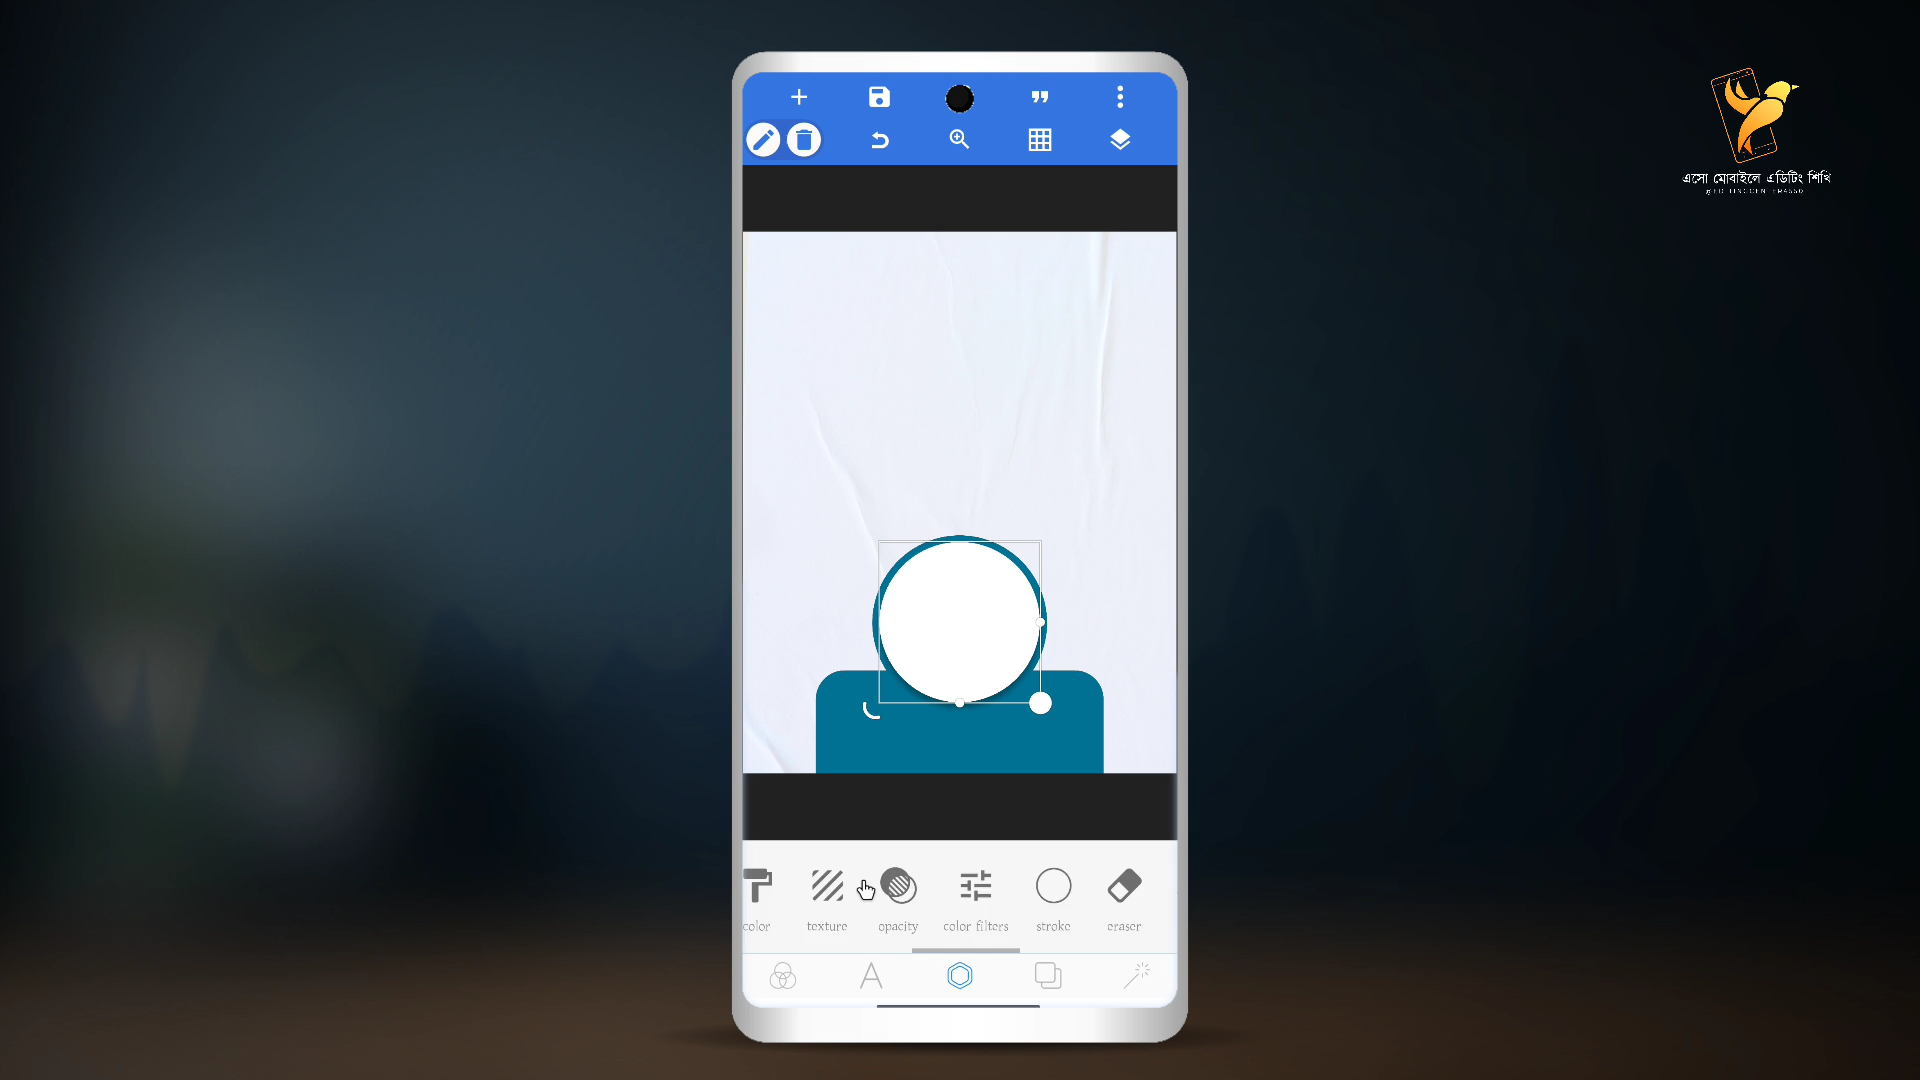 এসো মোবাইলে এডিটিং শিখি
color
texture
opacity
color filters
stroke
eraser